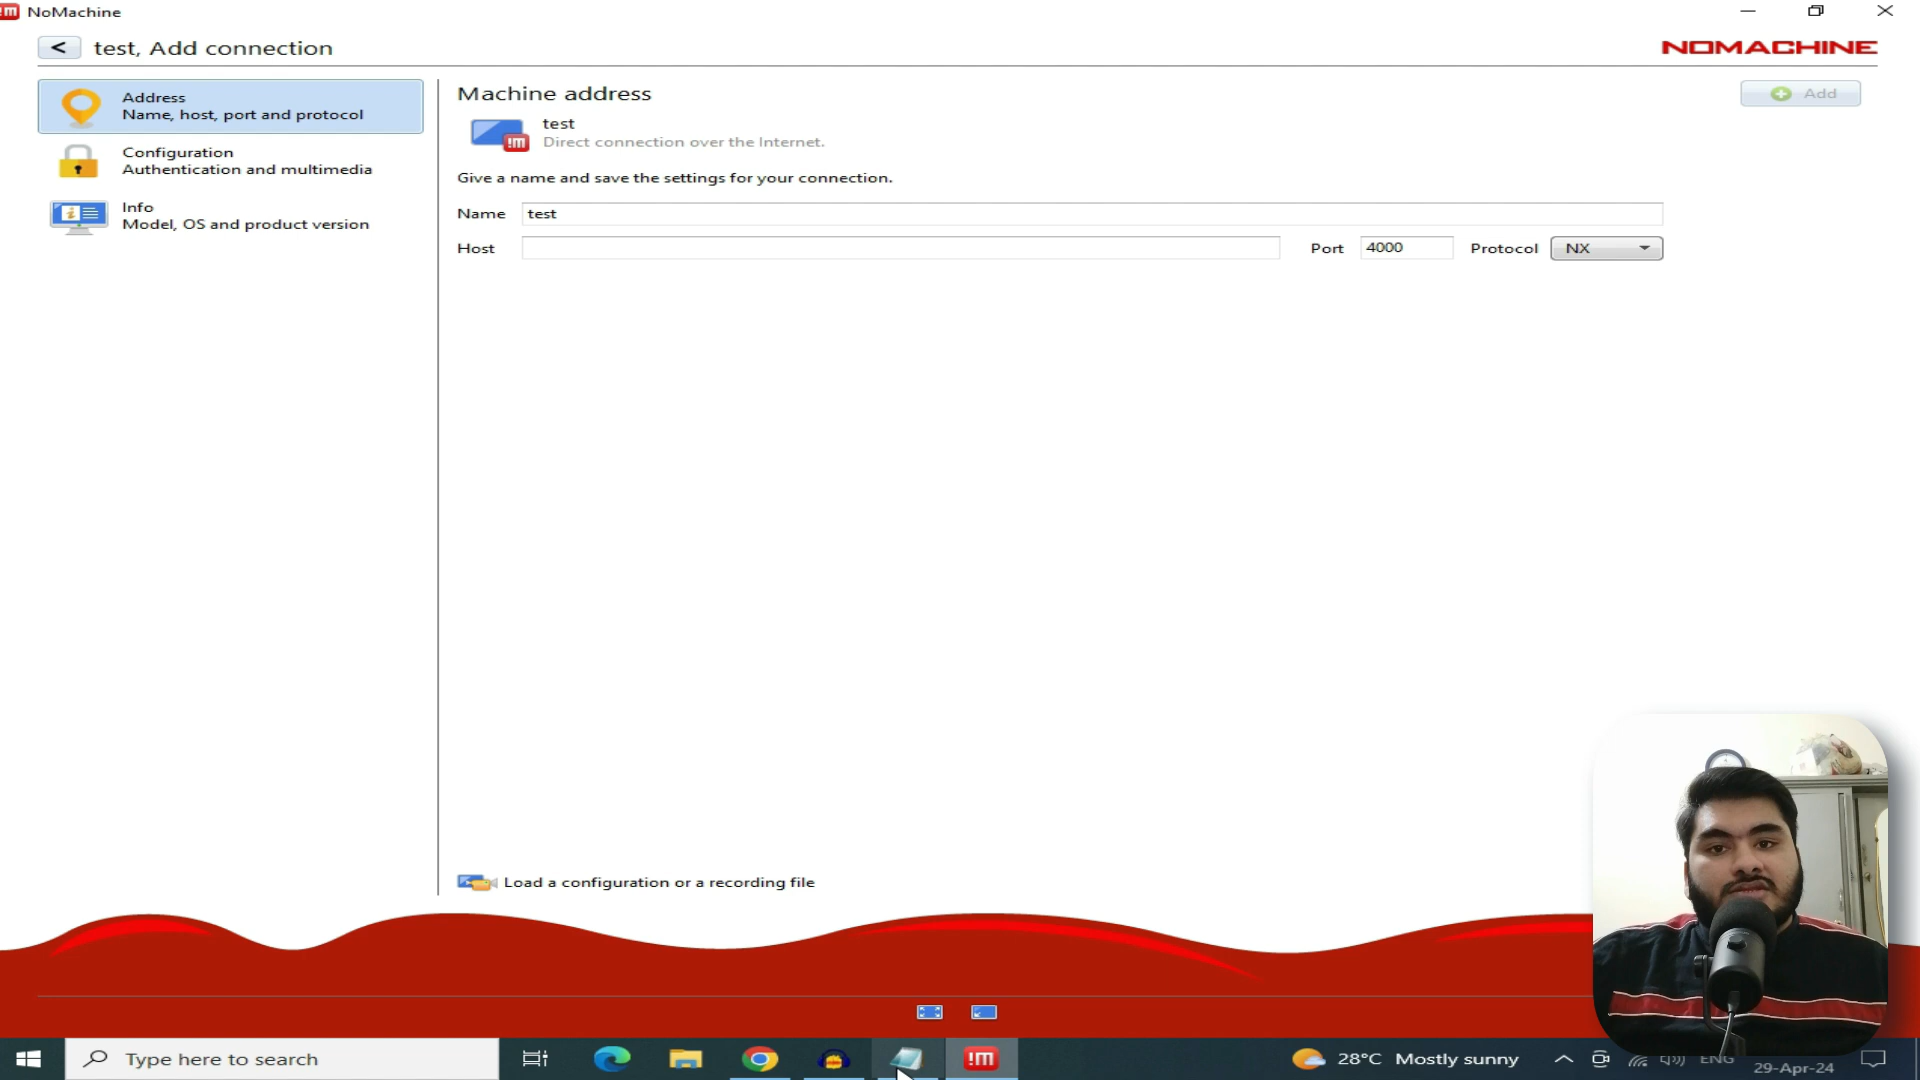 !m NoMachine
< test, Add connection
NOMACHINE
Address
Name, host, port and protocol
Configuration
Authentication and multimedia
Info
Model, OS and product version
Machine address
Add
!m
test
Direct connection over the Internet.
Give a name and save the settings for your connection.
Name test
Host Port 4000 Protocol NX
Load a configuration or a recording file
Type here to search
!m
28°C Mostly sunny
ENG
29-Apr-24